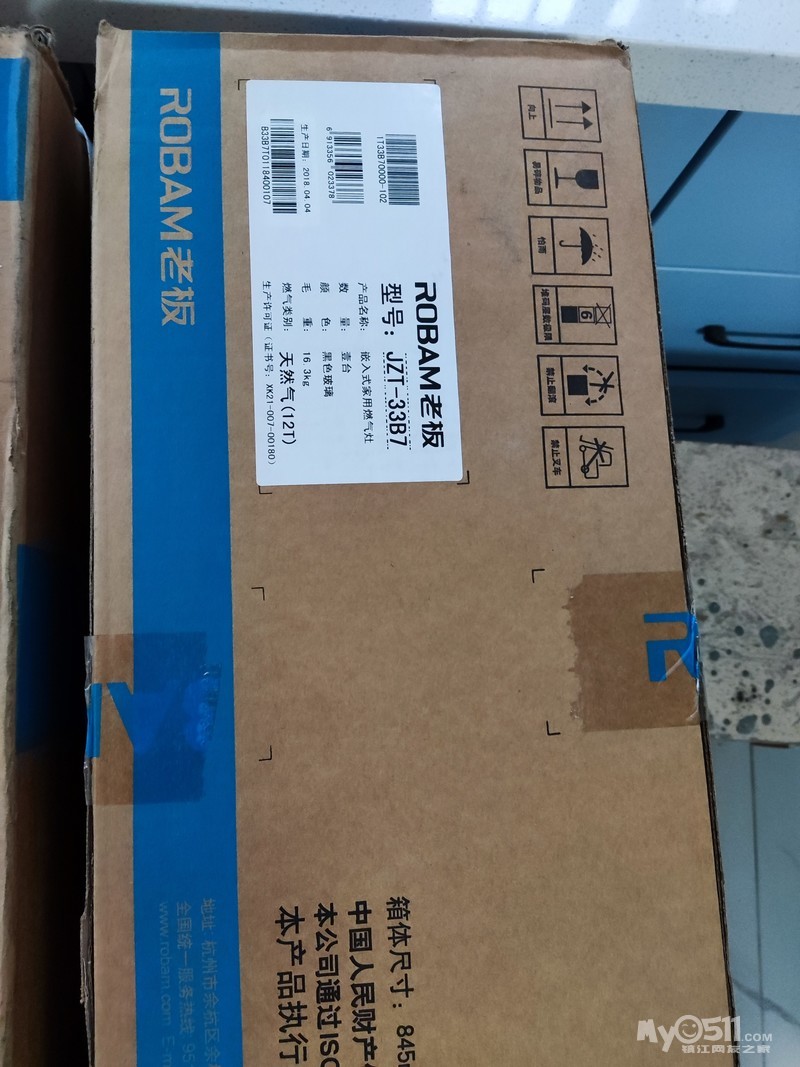 ROBAM老板
ROBAM老板
型号: JZT-33B7
产品名称: 嵌入式家用燃气灶
数 量: 壹台
颜 色: 黑色玻璃
毛 重: 16.3kg
燃气类别: 天然气(12T)
生产许可证(证书号: XK21-007-00180)
1T33B70000-102
6 913356 023378
生产日期: 2018.04.04
B33B7T0118400107
向上
易碎物品
怕雨
6
堆码层数极限
禁止翻滚
禁止叉车
R
箱体尺寸: 845
中国人民财产
本公司通过ISO
本产品执行
地址 杭州市余杭区
全国统一服务热线 95
www.robam.com E-m
My0511.COM
镇江网友之家